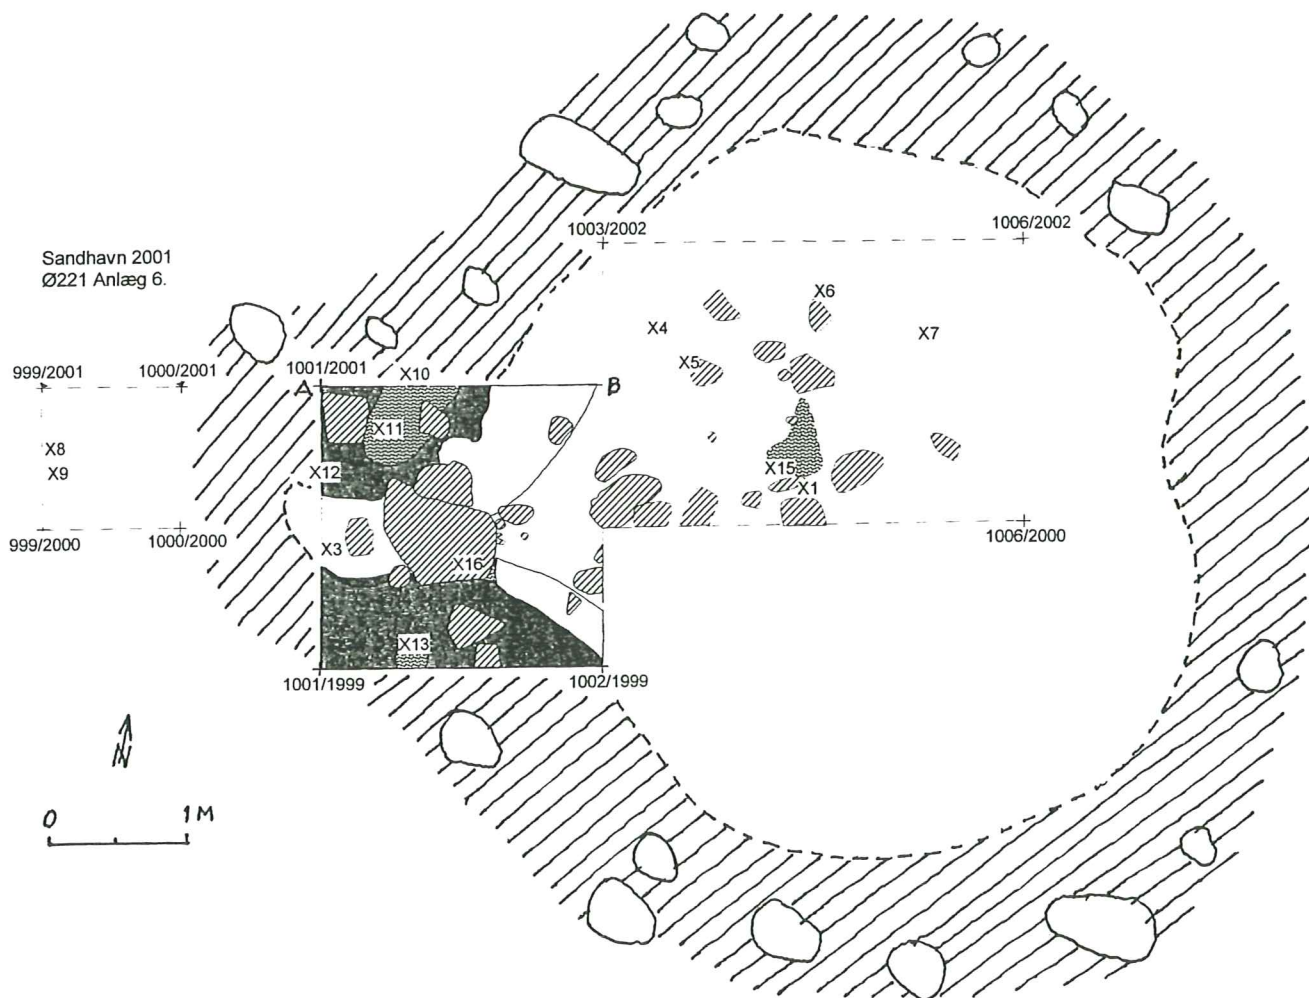 Sandhavn 2001
Ø221 Anlæg 6.
1003/2002
1006/2002
X6
X4
X7
X5
999/2001
1000/2001
1001/2001
X10
A
B
X11
X8
X9
X12
X15
X1
999/2000
1000/2000
X3
X16
1006/2000
X13
1001/1999
1002/1999
N
0
1 M